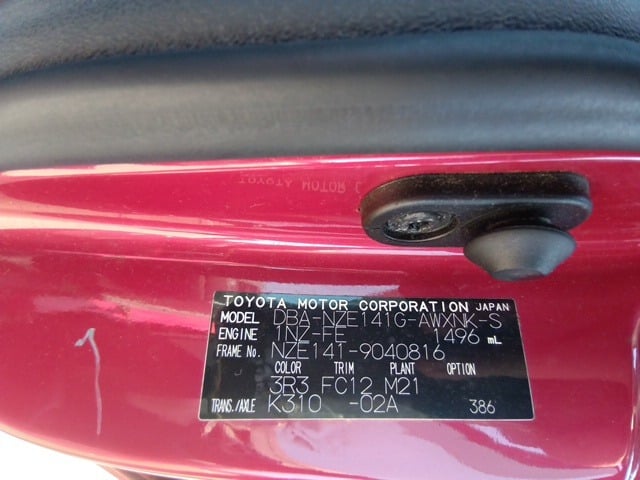 TOYOTA MOTOR CORPORATION JAPAN
MODEL DBA-NZE141G-AWXNK-S
ENGINE 1NZ-FE 1496 mL
FRAME No. NZE141-9040816
COLOR TRIM PLANT OPTION
3R3 FC12 M21
TRANS./AXLE K310 -02A 386